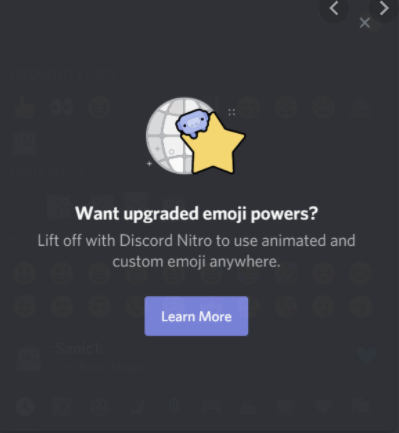 Want upgraded emoji powers?
Lift off with Discord Nitro to use animated and
custom emoji anywhere.
Learn More